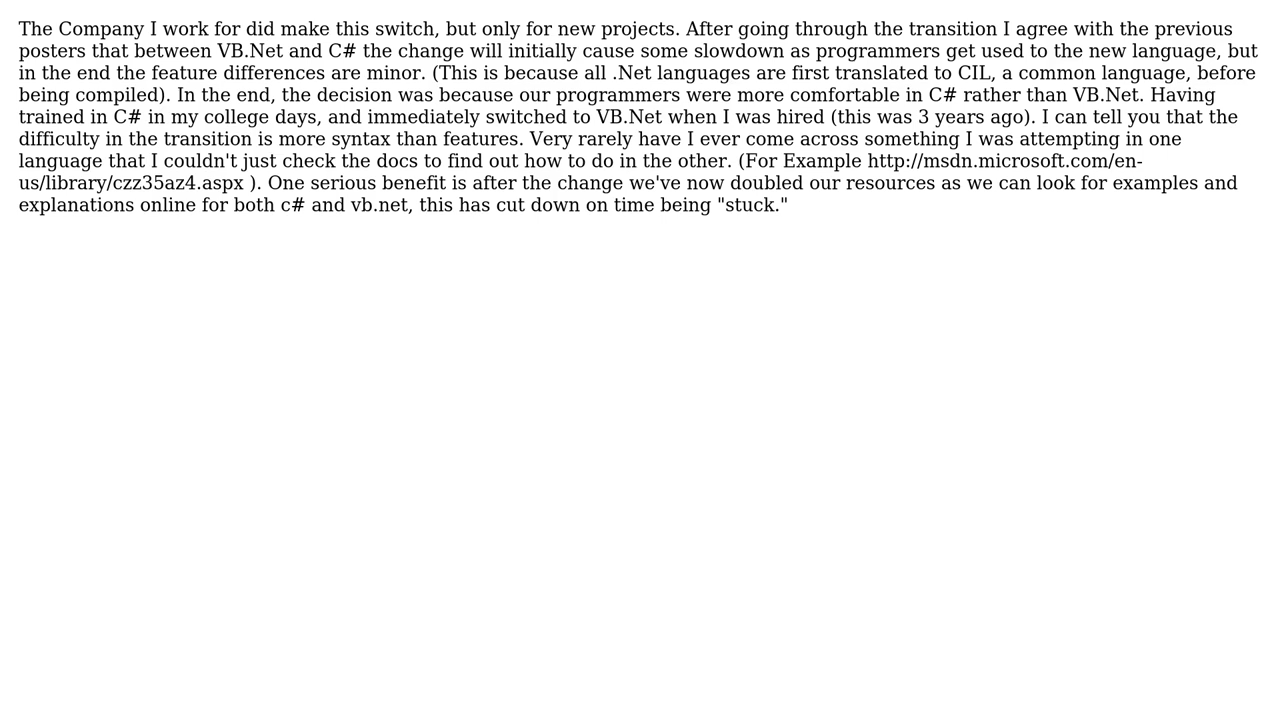 The Company I work for did make this switch, but only for new projects. After going through the transition I agree with the previous
posters that between VB.Net and C# the change will initially cause some slowdown as programmers get used to the new language, but
in the end the feature differences are minor. (This is because all .Net languages are first translated to CIL, a common language, before
being compiled). In the end, the decision was because our programmers were more comfortable in C# rather than VB.Net. Having
trained in C# in my college days, and immediately switched to VB.Net when I was hired (this was 3 years ago). I can tell you that the
difficulty in the transition is more syntax than features. Very rarely have I ever come across something I was attempting in one
language that I couldn't just check the docs to find out how to do in the other. (For Example http://msdn.microsoft.com/en-
us/library/czz35az4.aspx ). One serious benefit is after the change we've now doubled our resources as we can look for examples and
explanations online for both c# and vb.net, this has cut down on time being "stuck."